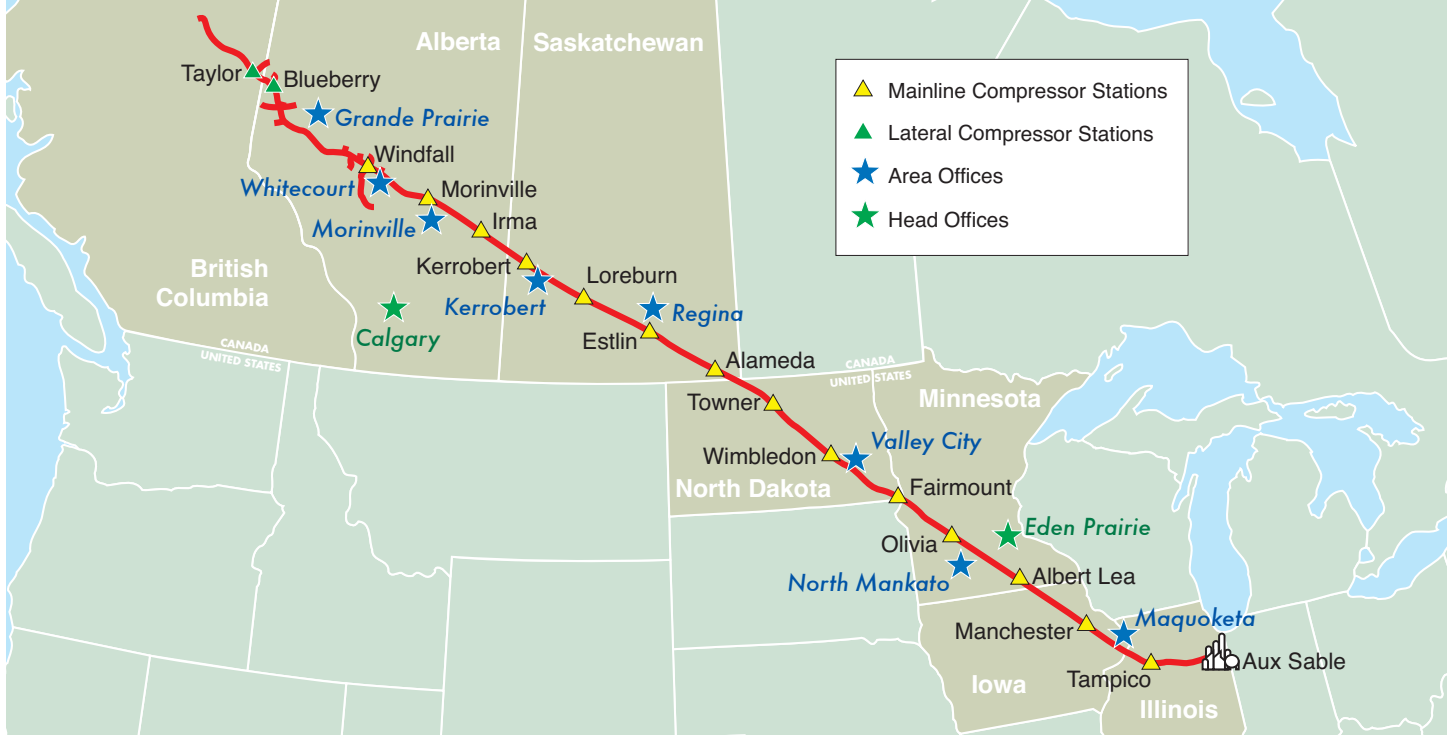 Alberta
Saskatchewan
Taylor
Blueberry
Grande Prairie
Windfall
Whitecourt
Morinville
Morinville
Irma
British
Columbia
Kerrobert
Kerrobert
Loreburn
Regina
Calgary
Estlin
CANADA
UNITED STATES
Alameda
CANADA
UNITED STATES
Towner
Minnesota
Valley City
Wimbledon
North Dakota
Fairmount
Eden Prairie
Olivia
North Mankato
Albert Lea
Maquoketa
Manchester
Aux Sable
Tampico
Iowa
Illinois
Mainline Compressor Stations
Lateral Compressor Stations
Area Offices
Head Offices